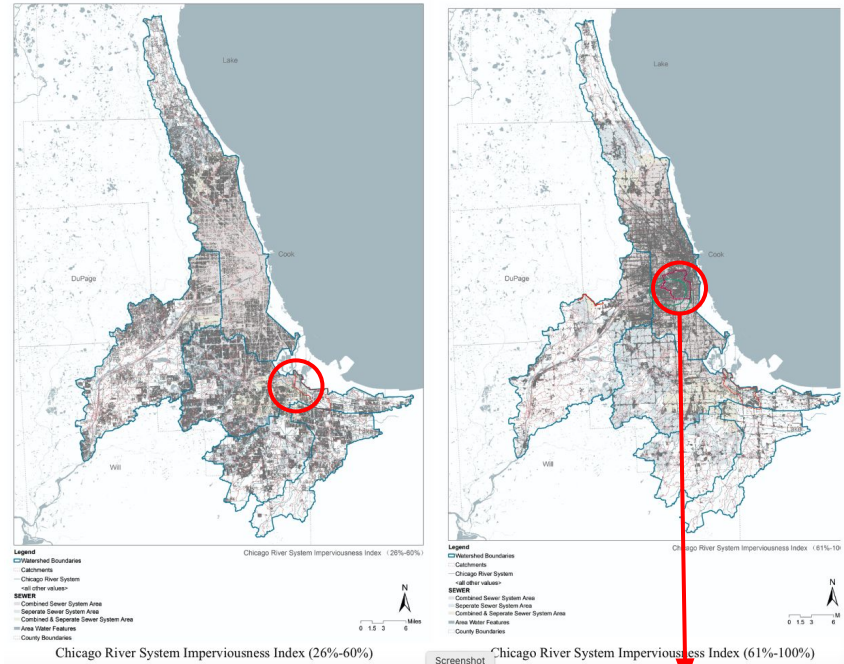 Lake
Cook
DuPage
Will
Legend
Watershed Boundaries
Catchments
Chicago River System
<all other values>
SEWER
Combined Sewer System Area
Seperate Sewer System Area
Combined & Seperate Sewer System Area
Area Water Features
County Boundaries
Chicago River System Imperviousness Index (26%-60%)
N
Miles
0 1.5 3 6
Chicago River System Imperviousness Index (26%-60%)
Lake
Cook
DuPage
Will
Legend
Watershed Boundaries
Catchments
Chicago River System
<all other values>
SEWER
Combined Sewer System Area
Seperate Sewer System Area
Combined & Seperate Sewer System Area
Area Water Features
County Boundaries
Chicago River System Imperviousness Index (61%-10
N
M
0 1.5 3 6
Screenshot
Chicago River System Imperviousness Index (61%-100%)